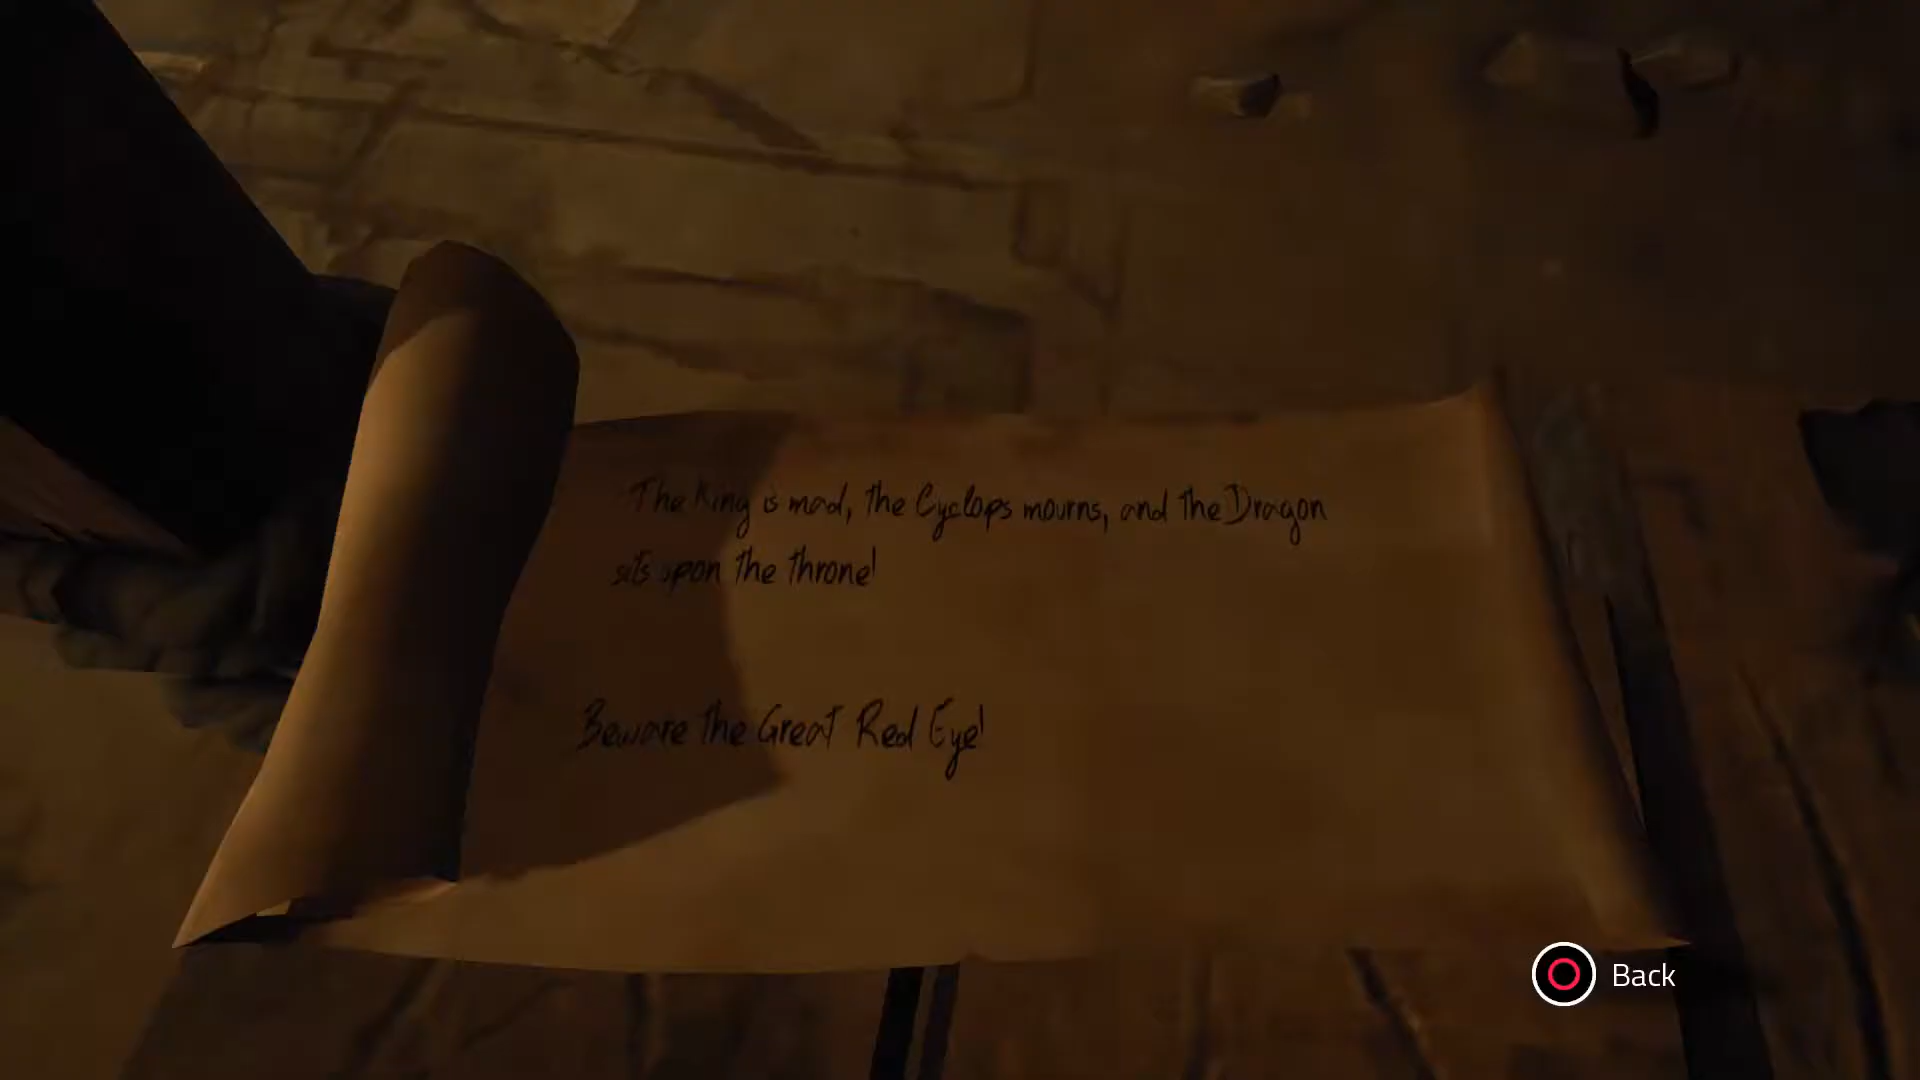 The King is mad, the Cyclops mourns, and the Dragon
sits upon the throne!
Beware the Great Red Eye!
Back